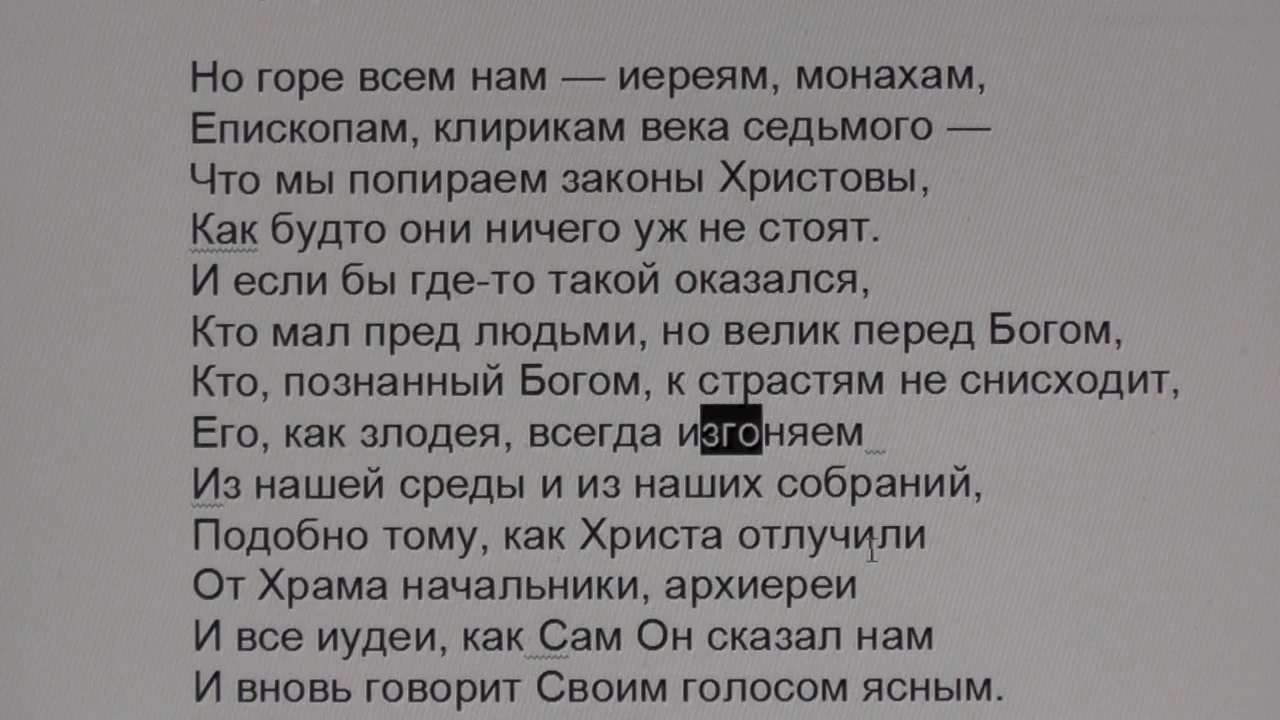 Но горе всем нам — иереям, монахам,
Епископам, клирикам века седьмого —
Что мы попираем законы Христовы,
Как будто они ничего уж не стоят.
И если бы где-то такой оказался,
Кто мал пред людьми, но велик перед Богом,
Кто, познанный Богом, к страстям не снисходит,
Его, как злодея, всегда изгоняем
Из нашей среды и из наших собраний,
Подобно тому, как Христа отлучили
От Храма начальники, архиереи
И все иудеи, как Сам Он сказал нам
И вновь говорит Своим голосом ясным.